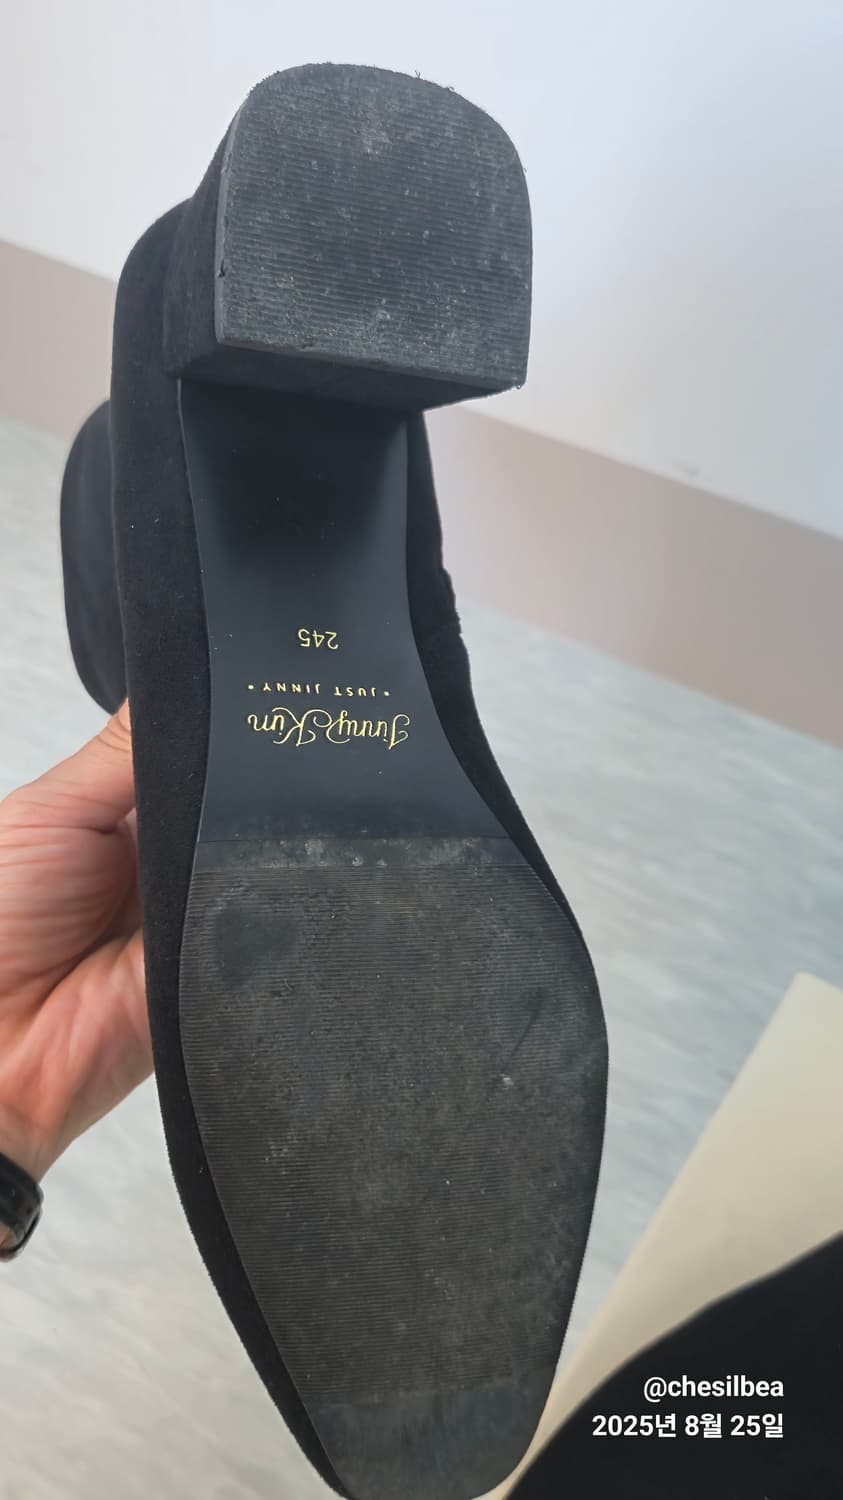 245
• JUST JINNY •
Jinny Kim
@chesilbea
2025년 8월 25일